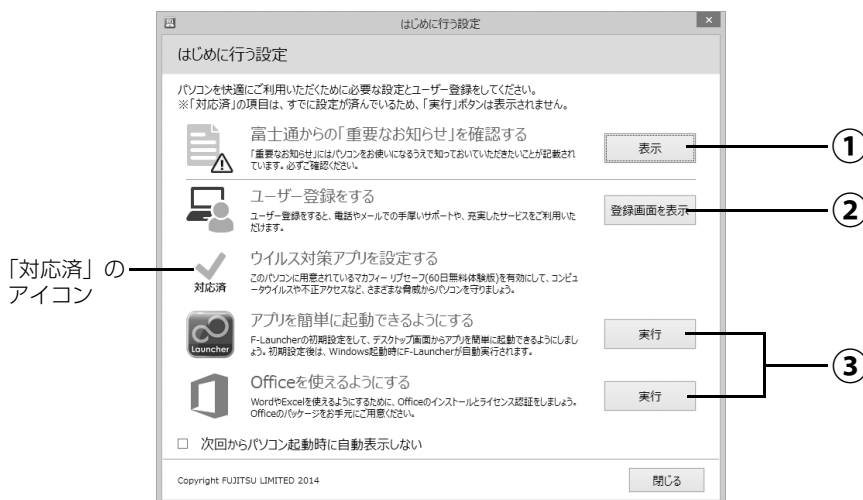 はじめに行う設定
はじめに行う設定
パソコンを快適にご利用いただくために必要な設定とユーザー登録をしてください。
※「対応済」の項目は、すでに設定が済んでいるため、「実行」ボタンは表示されません。
富士通からの「重要なお知らせ」を確認する
「重要なお知らせ」にはパソコンをお使いになるうえで知っておいていただきたいことが記載され
ています。必ずご確認ください。
表示
①
ユーザー登録をする
ユーザー登録をすると、電話やメールでの手厚いサポートや、充実したサービスをご利用いた
だけます。
登録画面を表示
②
「対応済」の
アイコン
対応済
ウイルス対策アプリを設定する
このパソコンに用意されているマカフィー リブセーフ(60日無料体験版)を有効にして、コンピュ
ータウイルスや不正アクセスなど、さまざまな脅威からパソコンを守りましょう。
Launcher
アプリを簡単に起動できるようにする
F-Launcherの初期設定をして、デスクトップ画面からアプリを簡単に起動できるようにしまし
ょう。初期設定後は、Windows起動時にF-Launcherが自動実行されます。
実行
③
Officeを使えるようにする
WordやExcelを使えるようにするために、Officeのインストールとライセンス認証をしましょう。
Officeのパッケージをお手元にご用意ください。
実行
次回からパソコン起動時に自動表示しない
Copyright FUJITSU LIMITED 2014
閉じる